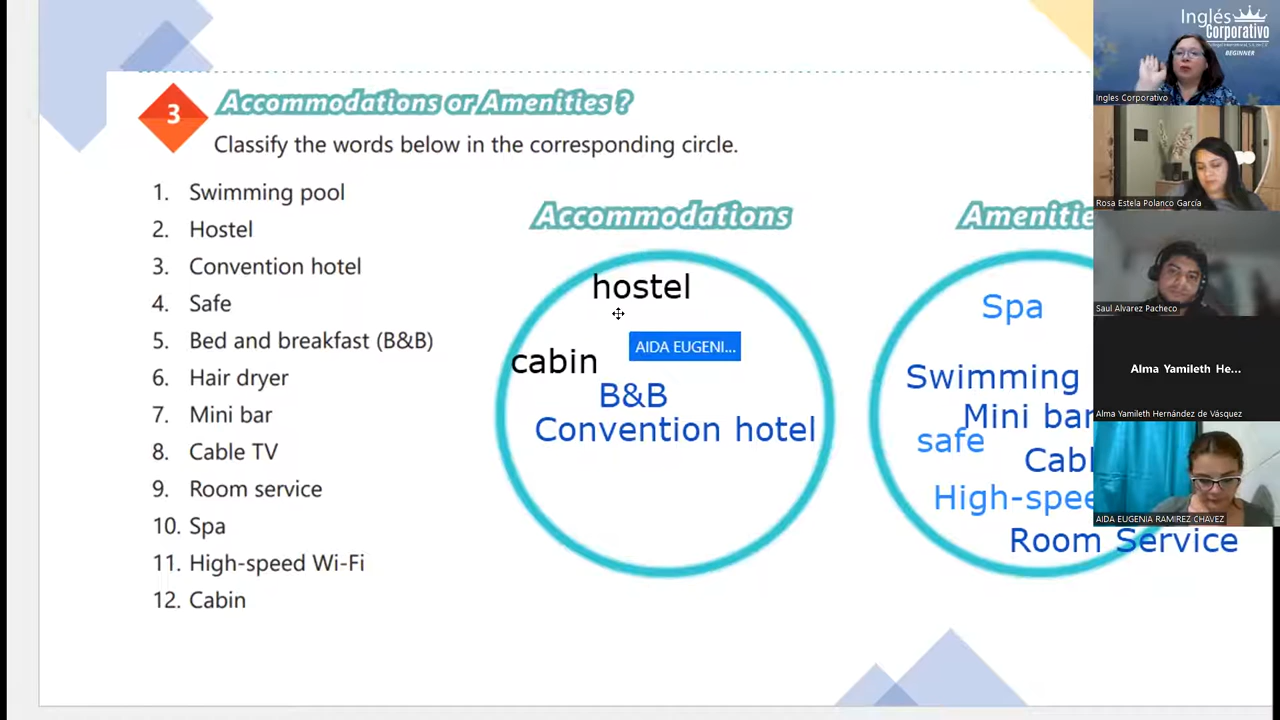 3
Accommodations or Amenities ?
Classify the words below in the corresponding circle.
1. Swimming pool
2. Hostel
3. Convention hotel
4. Safe
5. Bed and breakfast (B&B)
6. Hair dryer
7. Mini bar
8. Cable TV
9. Room service
10. Spa
11. High-speed Wi-Fi
12. Cabin
Accommodations
hostel
AIDA EUGENI...
cabin
B&B
Convention hotel
Amenitie
Spa
Swimming
Mini bar
safe
Cabl
High-spee
Room Service
Inglés
Corporativo
BEGINNER
Ingles Corporativo
Rosa Estela Polanco García
Saul Alvarez Pacheco
Alma Yamileth He...
Alma Yamileth Hernández de Vásquez
AIDA EUGENIA RAMIREZ CHAVEZ